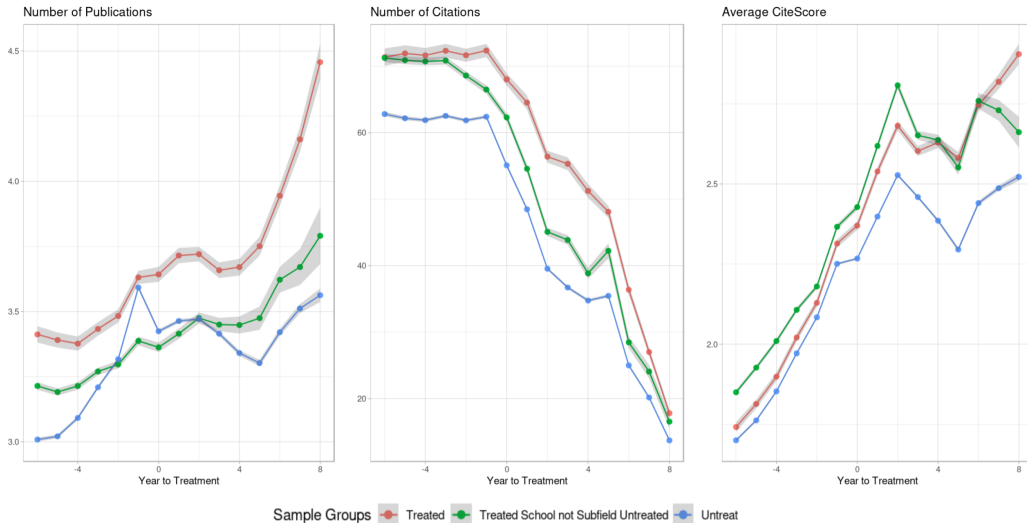 Number of Publications
Number of Citations
Average CiteScore
4.5
4.0
3.5
3.0
60
40
20
2.5
2.0
-4 0 4 8
-4 0 4 8
-4 0 4 8
Year to Treatment
Year to Treatment
Year to Treatment
Sample Groups Treated Treated School not Subfield Untreated Untreat